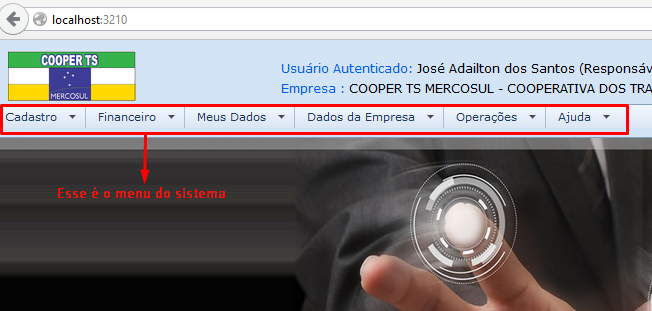 localhost:3210
COOPER TS
MERCOSUL
Usuário Autenticado: José Adailton dos Santos (Responsáv
Empresa : COOPER TS MERCOSUL - COOPERATIVA DOS TRA
Cadastro Financeiro Meus Dados Dados da Empresa Operações Ajuda
Esse é o menu do sistema